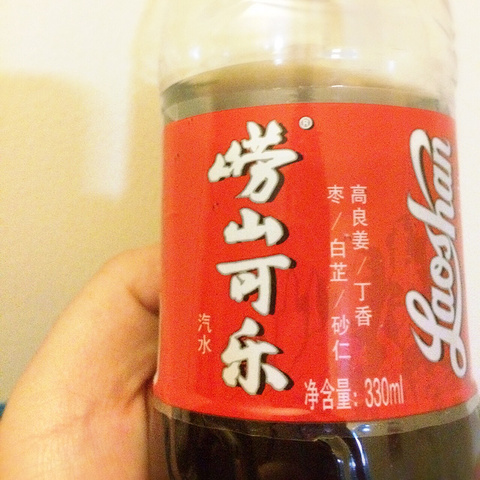 崂山可乐
®
汽水
高良姜/丁香
枣/白芷/砂仁
Laoshan
净含量: 330ml